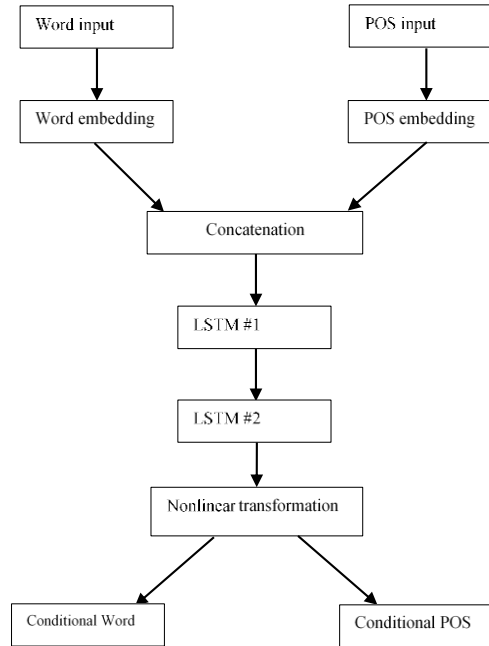 Word input
POS input
Word embedding
POS embedding
Concatenation
LSTM #1
LSTM #2
Nonlinear transformation
Conditional Word
Conditional POS